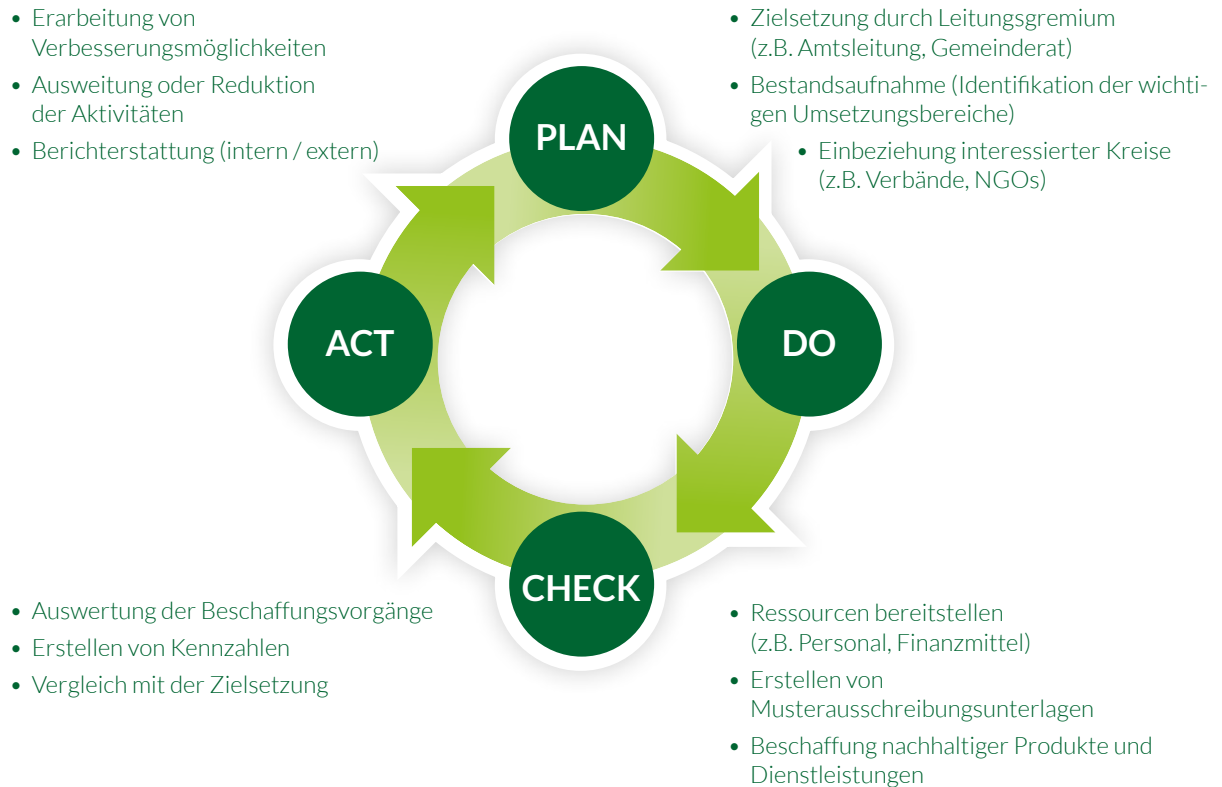 • Erarbeitung von
Verbesserungsmöglichkeiten
• Ausweitung oder Reduktion
der Aktivitäten
• Berichterstattung (intern / extern)
PLAN
• Zielsetzung durch Leitungsgremium
(z.B. Amtsleitung, Gemeinderat)
• Bestandsaufnahme (Identifikation der wichti-
gen Umsetzungsbereiche)
• Einbeziehung interessierter Kreise
(z.B. Verbände, NGOs)
ACT
DO
CHECK
• Auswertung der Beschaffungsvorgänge
• Erstellen von Kennzahlen
• Vergleich mit der Zielsetzung
• Ressourcen bereitstellen
(z.B. Personal, Finanzmittel)
• Erstellen von
Musterausschreibungsunterlagen
• Beschaffung nachhaltiger Produkte und
Dienstleistungen